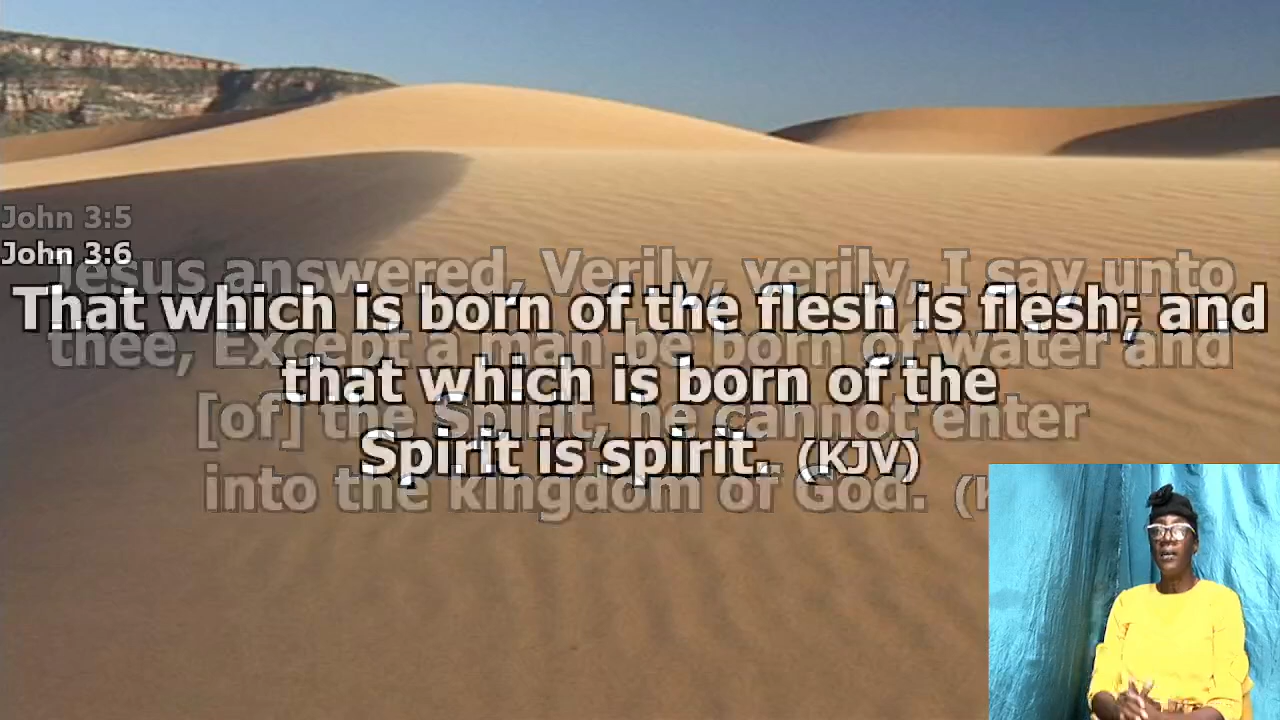 John 3:5
John 3:6
Jesus answered, Verily, verily, I say unto
thee, Except a man be born of water and
[of] the Spirit, he cannot enter
into the kingdom of God. (K
That which is born of the flesh is flesh; and
that which is born of the
Spirit is spirit. (KJV)